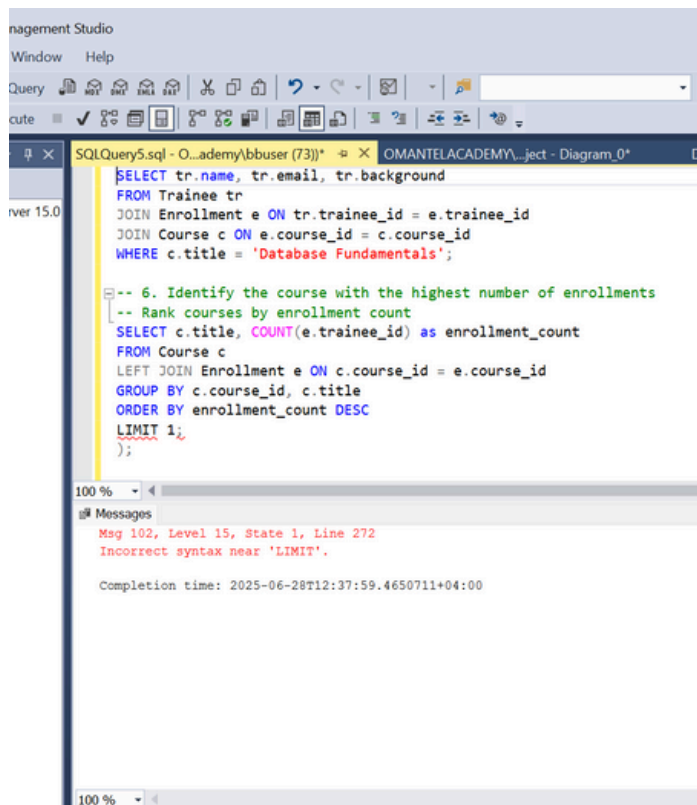 nagement Studio
Window Help
Query MDX DMX XMLA DAX
cute
SQLQuery5.sql - O...ademy\bbuser (73))* OMANTELACADEMY\...ject - Diagram_0*
rver 15.0
SELECT tr.name, tr.email, tr.background
FROM Trainee tr
JOIN Enrollment e ON tr.trainee_id = e.trainee_id
JOIN Course c ON e.course_id = c.course_id
WHERE c.title = 'Database Fundamentals';
-- 6. Identify the course with the highest number of enrollments
-- Rank courses by enrollment count
SELECT c.title, COUNT(e.trainee_id) as enrollment_count
FROM Course c
LEFT JOIN Enrollment e ON c.course_id = e.course_id
GROUP BY c.course_id, c.title
ORDER BY enrollment_count DESC
LIMIT 1;
);
100 %
Messages
Msg 102, Level 15, State 1, Line 272
Incorrect syntax near 'LIMIT'.
Completion time: 2025-06-28T12:37:59.4650711+04:00
100 %